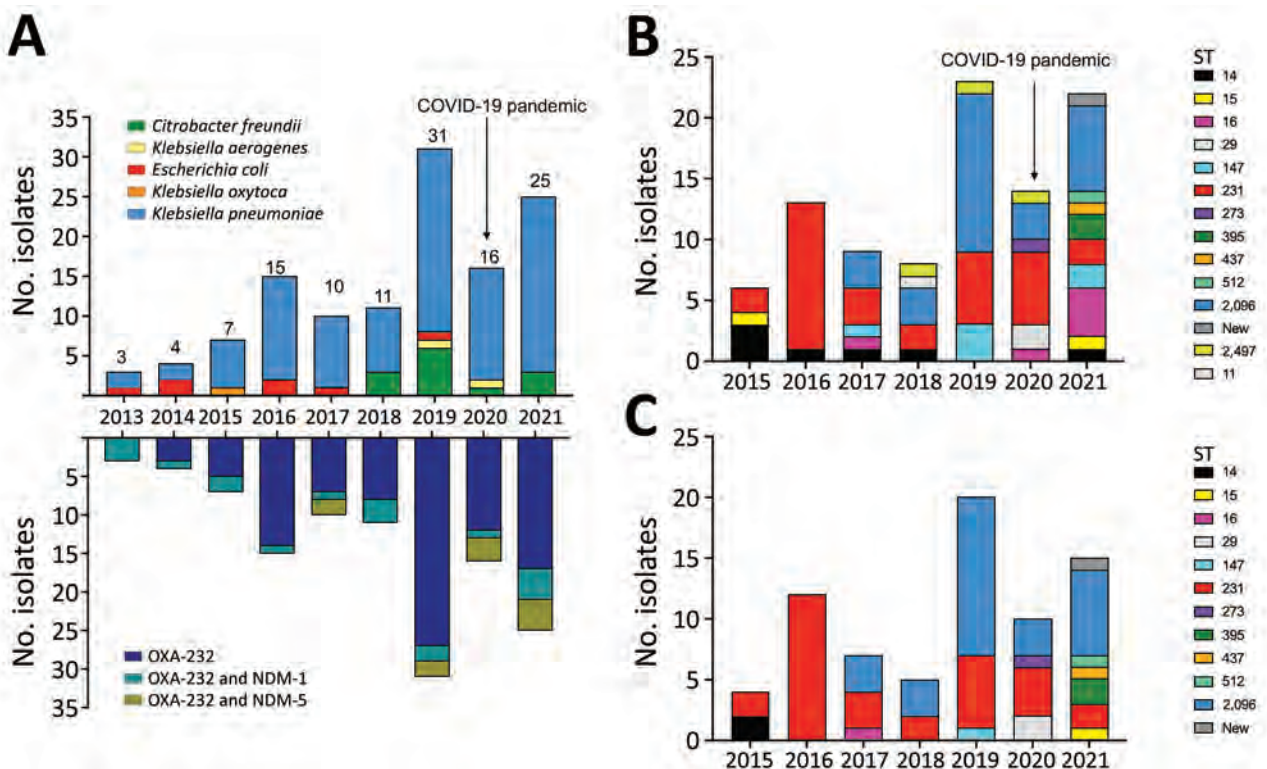 A
No. isolates
35
30
25
20
15
10
5
Citrobacter freundii
Klebsiella aerogenes
Escherichia coli
Klebsiella oxytoca
Klebsiella pneumoniae
COVID-19 pandemic
3
4
7
15
10
11
31
16
25
2013 2014 2015 2016 2017 2018 2019 2020 2021
No. isolates
5
10
15
20
25
30
35
OXA-232
OXA-232 and NDM-1
OXA-232 and NDM-5
B
No. isolates
25
20
15
10
5
0
COVID-19 pandemic
2015 2016 2017 2018 2019 2020 2021
ST
14
15
16
29
147
231
273
395
437
512
2,096
New
2,497
11
C
No. isolates
25
20
15
10
5
0
2015 2016 2017 2018 2019 2020 2021
ST
14
15
16
29
147
231
273
395
437
512
2,096
New